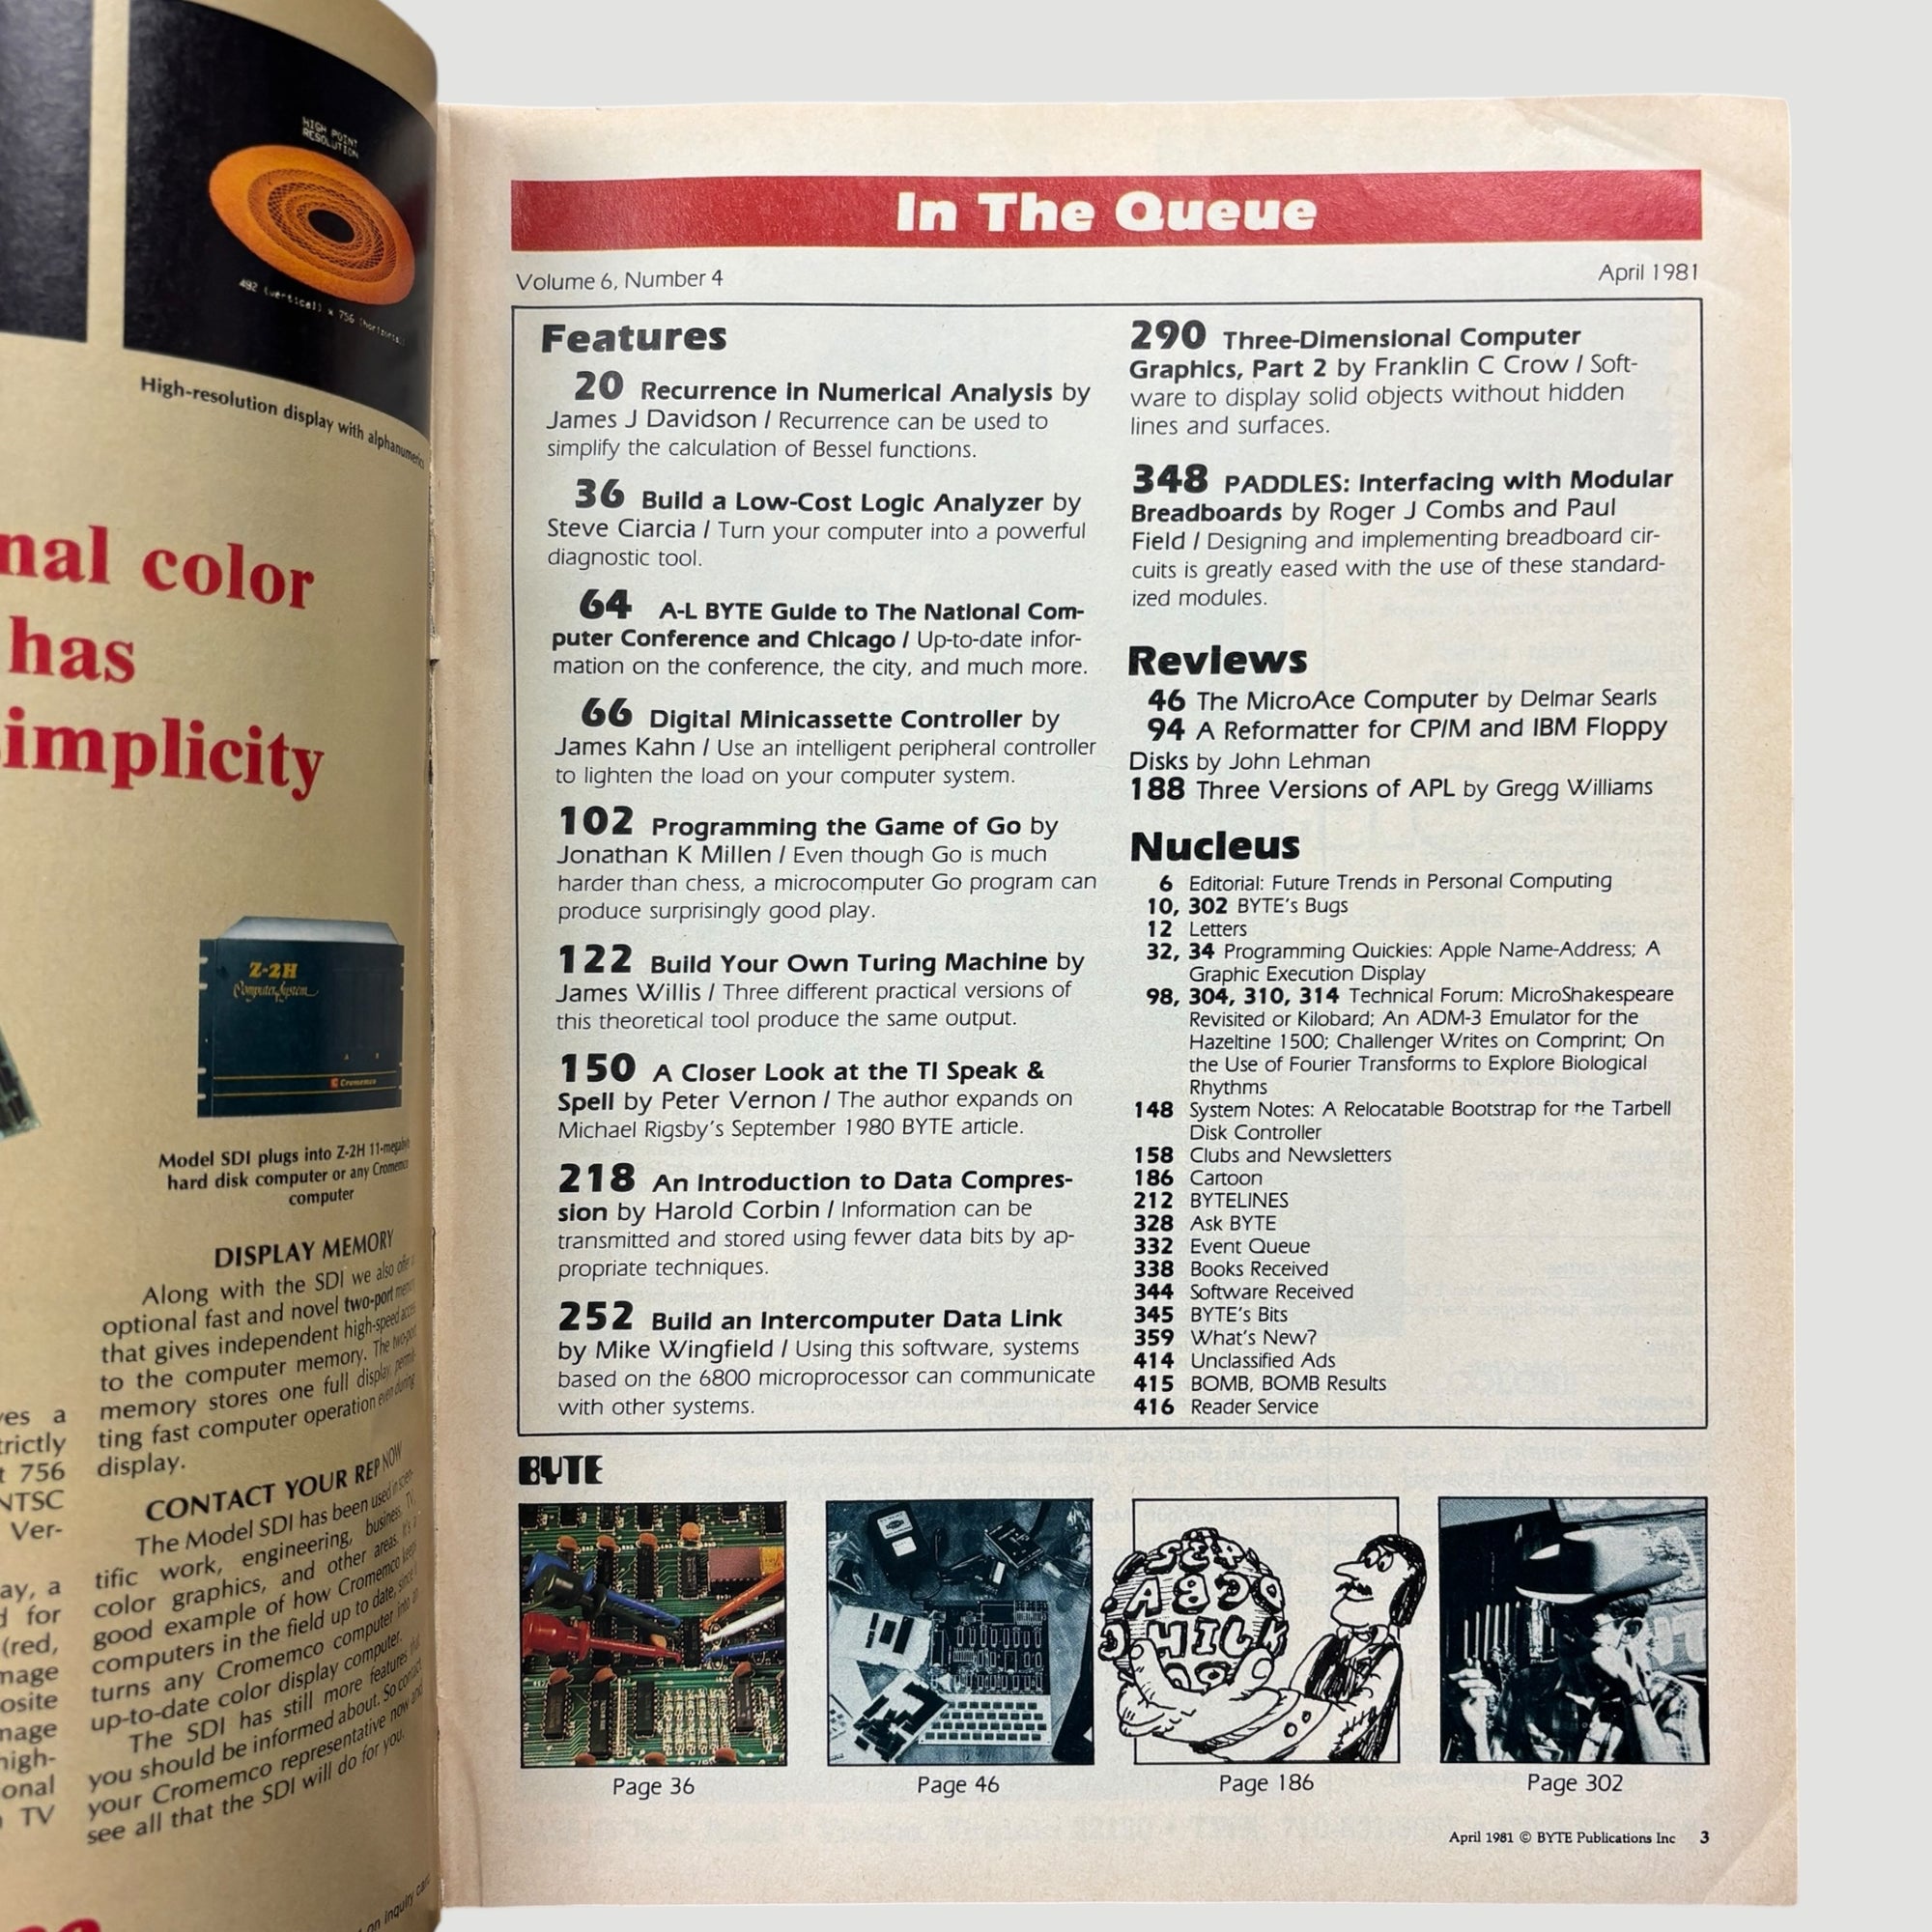 HIGH POINT
RESOLUTION
492 (vertical) x 756
High-resolution display with alphanumerics
nal color
has
simplicity
Z-2H
Computer System
Cromemco
Model SDI plugs into Z-2H 11-megabyte
hard disk computer or any Cromemco
computer
DISPLAY MEMORY
Along with the SDI we also offer
optional fast and novel two-port memory
that gives independent high-speed access
to the computer memory. The two-port
memory stores one full display, permit-
ting fast computer operation even during
display.
CONTACT YOUR REP NOW
The Model SDI has been used in scien-
tific work, engineering, business, TV,
color graphics, and other areas. It's a
good example of how Cromemco keeps
computers in the field up to date, since it
turns any Cromemco computer into an
up-to-date color display computer.
The SDI has still more features that
you should be informed about. So contact
your Cromemco representative now and
see all that the SDI will do for you.
ves a
trictly
t 756
NTSC
Ver-
ay, a
d for
(red,
mage
osite
mage
high-
onal
TV
on inquiry card
In The Queue
Volume 6, Number 4
April 1981
Features
20 Recurrence in Numerical Analysis by
James J Davidson / Recurrence can be used to
simplify the calculation of Bessel functions.
36 Build a Low-Cost Logic Analyzer by
Steve Ciarcia / Turn your computer into a powerful
diagnostic tool.
64 A-L BYTE Guide to The National Com-
puter Conference and Chicago / Up-to-date infor-
mation on the conference, the city, and much more.
66 Digital Minicassette Controller by
James Kahn / Use an intelligent peripheral controller
to lighten the load on your computer system.
102 Programming the Game of Go by
Jonathan K Millen / Even though Go is much
harder than chess, a microcomputer Go program can
produce surprisingly good play.
122 Build Your Own Turing Machine by
James Willis / Three different practical versions of
this theoretical tool produce the same output.
150 A Closer Look at the TI Speak &
Spell by Peter Vernon / The author expands on
Michael Rigsby's September 1980 BYTE article.
218 An Introduction to Data Compres-
sion by Harold Corbin / Information can be
transmitted and stored using fewer data bits by ap-
propriate techniques.
252 Build an Intercomputer Data Link
by Mike Wingfield / Using this software, systems
based on the 6800 microprocessor can communicate
with other systems.
290 Three-Dimensional Computer
Graphics, Part 2 by Franklin C Crow / Soft-
ware to display solid objects without hidden
lines and surfaces.
348 PADDLES: Interfacing with Modular
Breadboards by Roger J Combs and Paul
Field / Designing and implementing breadboard cir-
cuits is greatly eased with the use of these standard-
ized modules.
Reviews
46 The MicroAce Computer by Delmar Searls
94 A Reformatter for CP/M and IBM Floppy
Disks by John Lehman
188 Three Versions of APL by Gregg Williams
Nucleus
6 Editorial: Future Trends in Personal Computing
10, 302 BYTE's Bugs
12 Letters
32, 34 Programming Quickies: Apple Name-Address; A
Graphic Execution Display
98, 304, 310, 314 Technical Forum: MicroShakespeare
Revisited or Kilobard; An ADM-3 Emulator for the
Hazeltine 1500; Challenger Writes on Comprint; On
the Use of Fourier Transforms to Explore Biological
Rhythms
148 System Notes: A Relocatable Bootstrap for the Tarbell
Disk Controller
158 Clubs and Newsletters
186 Cartoon
212 BYTELINES
328 Ask BYTE
332 Event Queue
338 Books Received
344 Software Received
345 BYTE's Bits
359 What's New?
414 Unclassified Ads
415 BOMB, BOMB Results
416 Reader Service
BYTE
Page 36
Page 46
Page 186
Page 302
April 1981 © BYTE Publications Inc 3